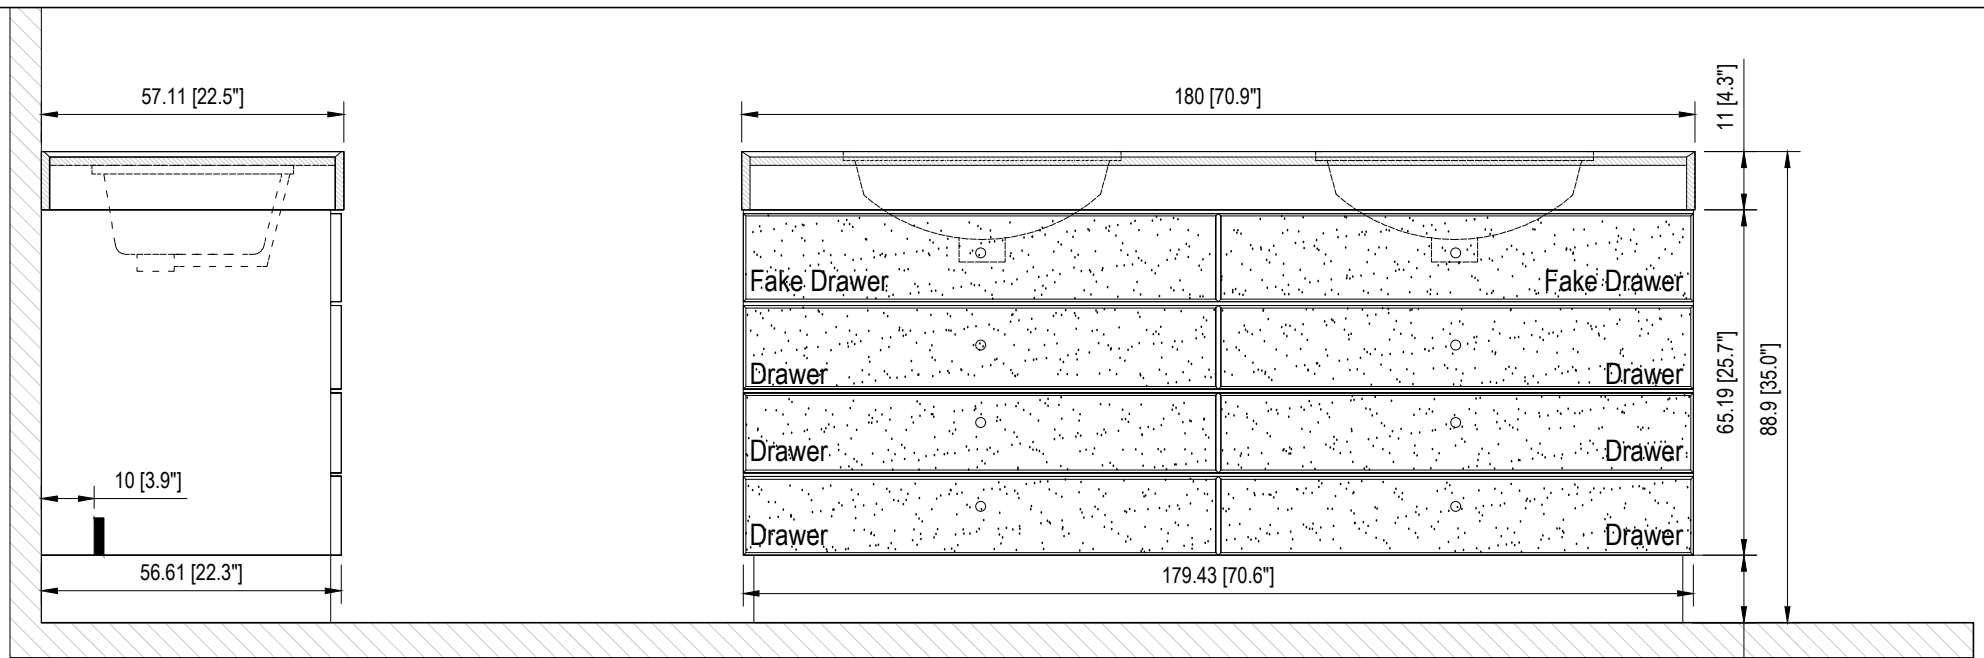 57.11 [22.5"]
180 [70.9"]
11 [4.3"]
Fake Drawer
Fake Drawer
Drawer
Drawer
65.19 [25.7"]
88.9 [35.0"]
Drawer
Drawer
10 [3.9"]
Drawer
Drawer
56.61 [22.3"]
179.43 [70.6"]